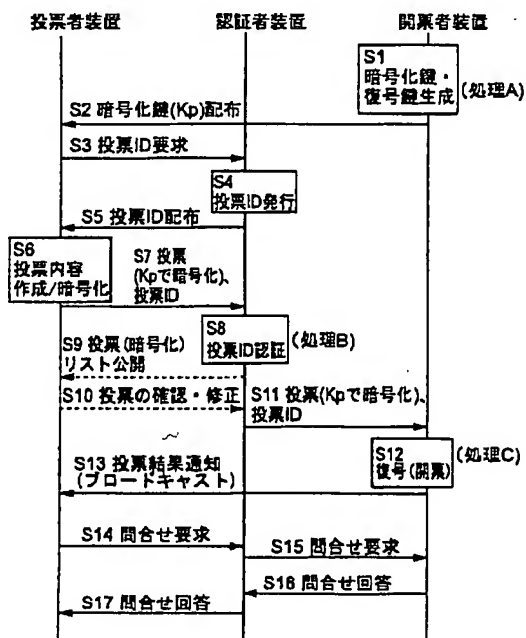 投票者装置 認証者装置 開票者装置
S1
暗号化鍵・
復号鍵生成
(処理A)
S2 暗号化鍵(Kp)配布
S3 投票ID要求
S4
投票ID発行
S5 投票ID配布
S6
投票内容
作成/暗号化
S7 投票
(Kpで暗号化)、
投票ID
S8
投票ID認証
(処理B)
S9 投票(暗号化)
リスト公開
S10 投票の確認・修正
S11 投票(Kpで暗号化)、
投票ID
S12
復号(開票)
(処理C)
S13 投票結果通知
(ブロードキャスト)
S14 問合せ要求
S15 問合せ要求
S16 問合せ回答
S17 問合せ回答